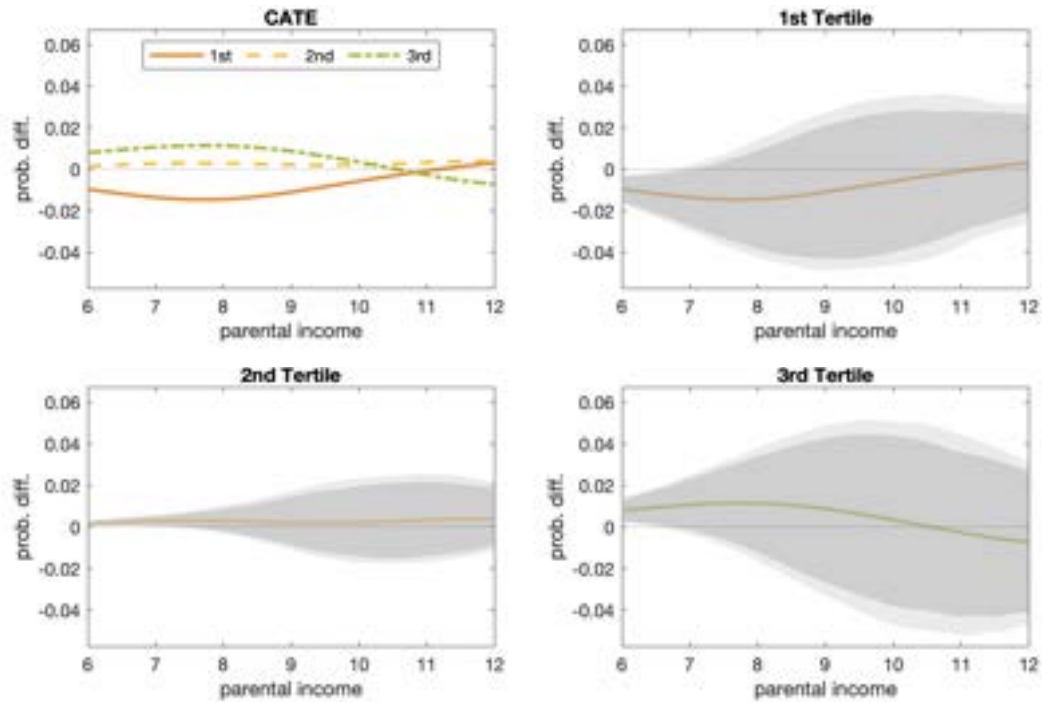 CATE
1st 2nd 3rd
0.06
0.04
0.02
0
-0.02
-0.04
prob. diff.
6 7 8 9 10 11 12
parental income
1st Tertile
0.06
0.04
0.02
0
-0.02
-0.04
prob. diff.
6 7 8 9 10 11 12
parental income
2nd Tertile
0.06
0.04
0.02
0
-0.02
-0.04
prob. diff.
6 7 8 9 10 11 12
parental income
3rd Tertile
0.06
0.04
0.02
0
-0.02
-0.04
prob. diff.
6 7 8 9 10 11 12
parental income